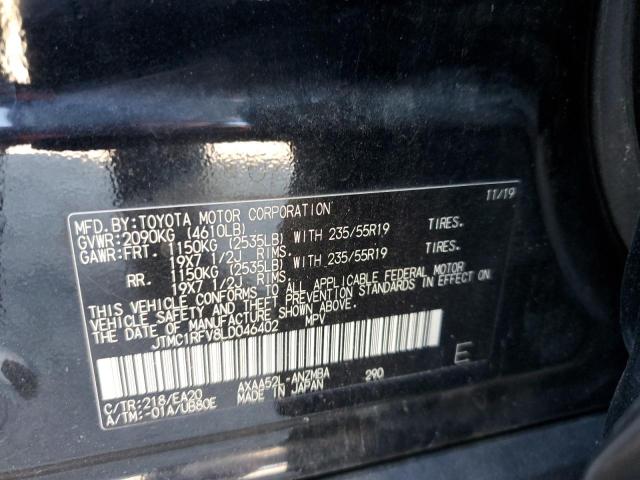 MFD. BY:TOYOTA MOTOR CORPORATION 11/19
GVWR:2090KG (4610LB)
GAWR:FRT. 1150KG (2535LB) WITH 235/55R19 TIRES.
19X7 1/2J RIMS.
RR. 1150KG (2535LB) WITH 235/55R19 TIRES.
19X7 1/2J RIMS.
THIS VEHICLE CONFORMS TO ALL APPLICABLE FEDERAL MOTOR
VEHICLE SAFETY AND THEFT PREVENTION STANDARDS IN EFFECT ON
THE DATE OF MANUFACTURE SHOWN ABOVE.
JTMC1RFV8LD046402 MPV
E
C/TR:218/EA20 AXAA52L-ANZMBA 290
A/TM:-01A/UB80E MADE IN JAPAN